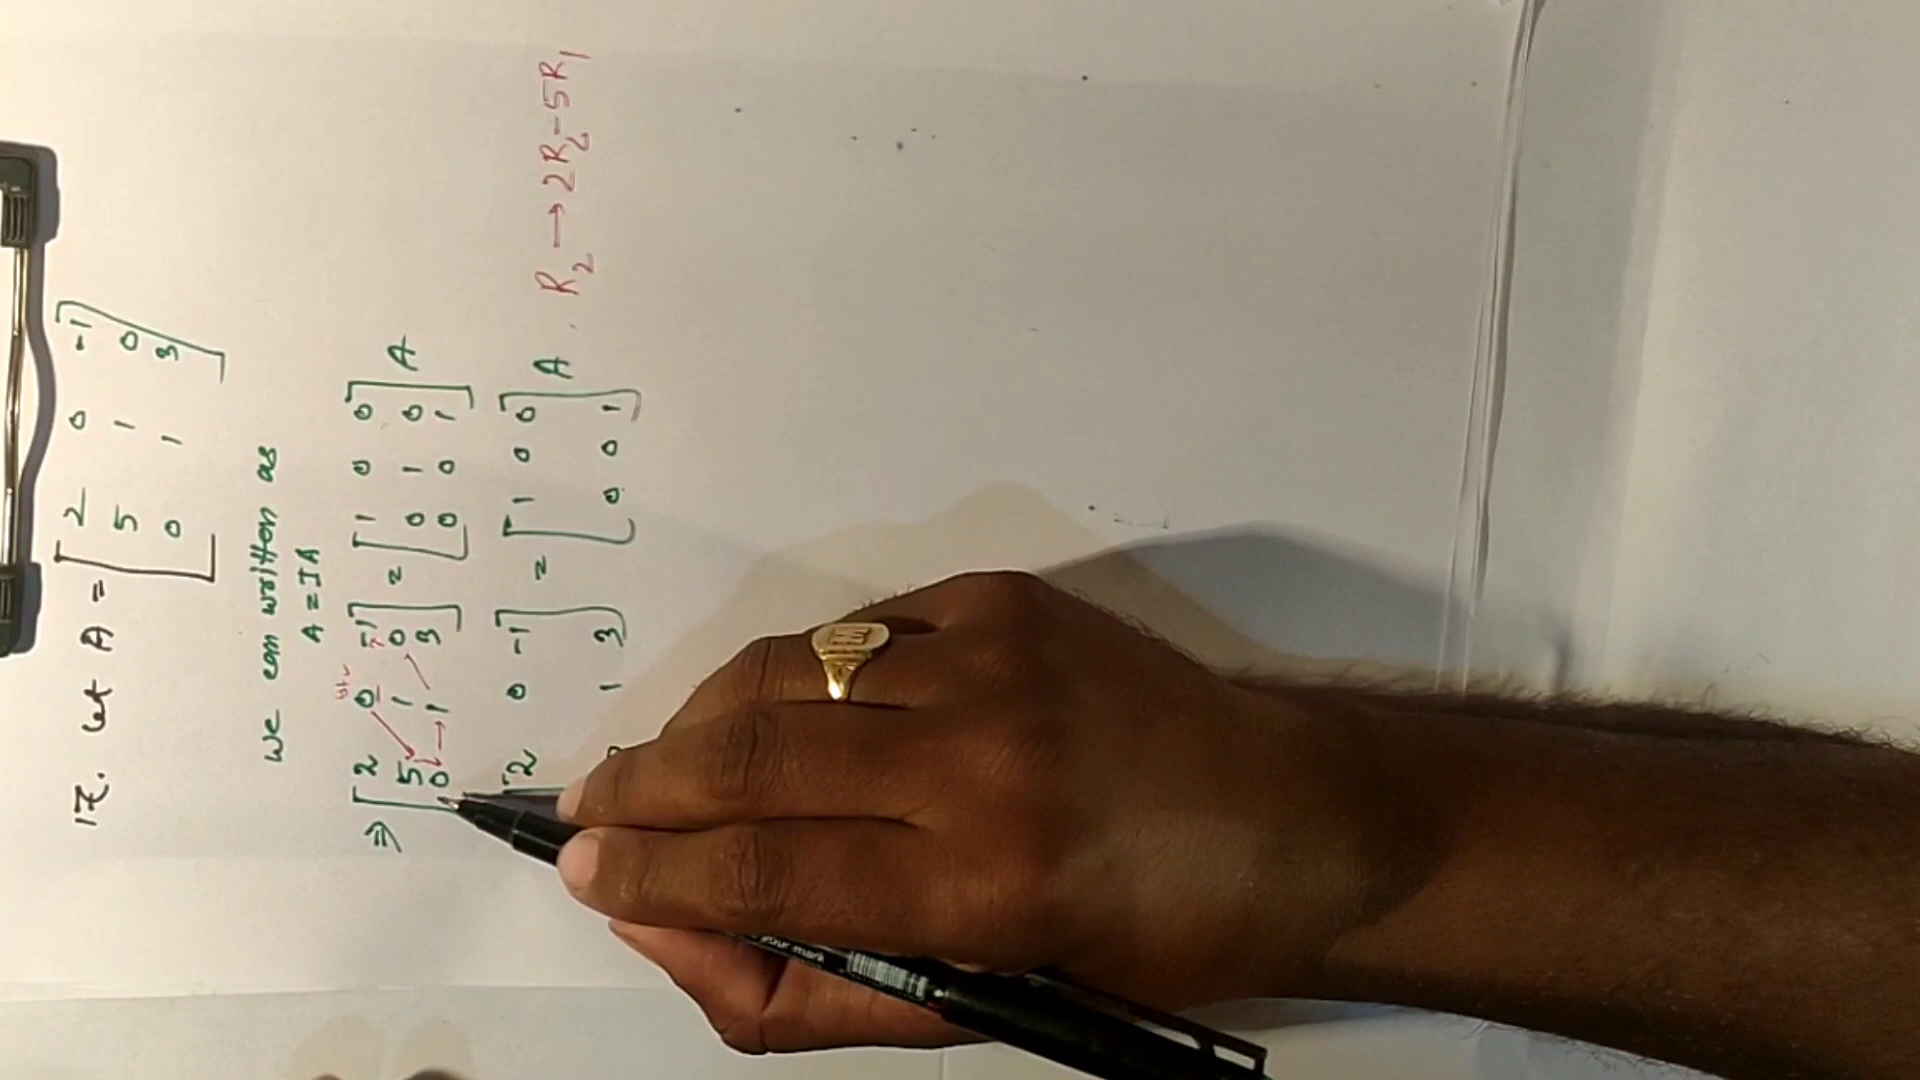 17. Let A = [ 2 0 -1
5 1 0
0 1 3 ]
We can written as
A = IA
⇒ [ 2 0 -1 ] = [ 1 0 0 ] A
5 1 0 0 1 0
0 1 3 0 0 1
[ 2 0 -1 ] = [ 1 0 0 ] A . R2 → 2R2-5R1
1 3 0 0 1